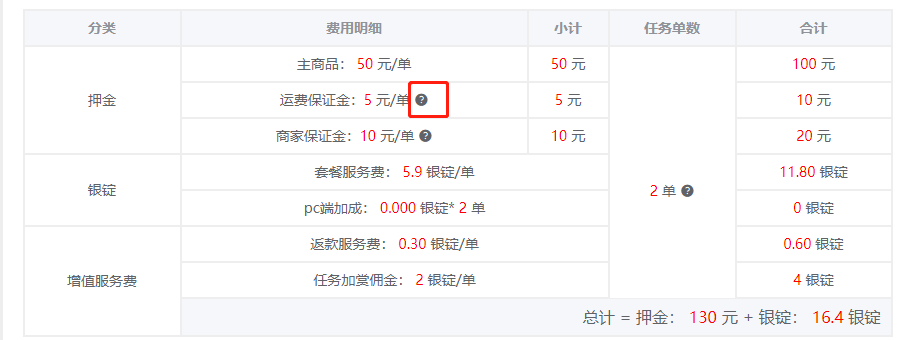 分类 费用明细 小计 任务单数 合计
主商品： 50 元/单 50 元 100 元
押金 运费保证金：5 元/单 ? 5 元 10 元
商家保证金：10 元/单 ? 10 元 20 元
银锭 套餐服务费： 5.9 银锭/单 2 单 ? 11.80 银锭
pc端加成： 0.000 银锭* 2 单 0 银锭
增值服务费 返款服务费： 0.30 银锭/单 0.60 银锭
任务加赏佣金： 2 银锭/单 4 银锭
总计 = 押金： 130 元 + 银锭： 16.4 银锭